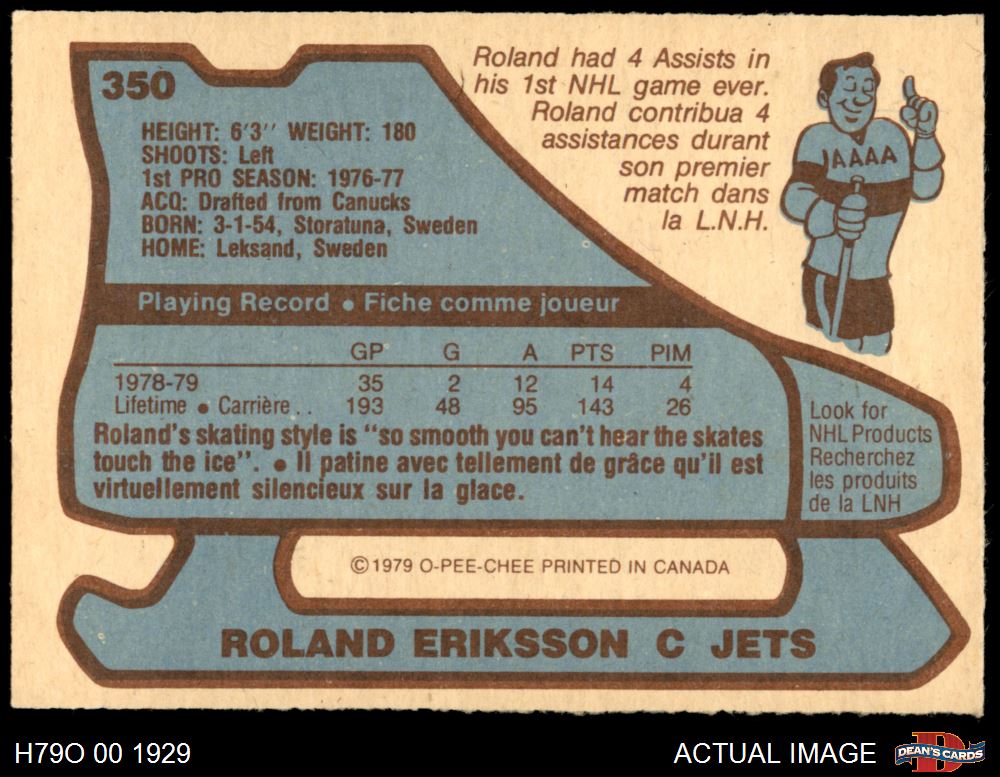 350
Roland had 4 Assists in
his 1st NHL game ever.
Roland contribua 4
assistances durant
son premier
match dans
la L.N.H.
IAAAA
HEIGHT: 6'3'' WEIGHT: 180
SHOOTS: Left
1st PRO SEASON: 1976-77
ACQ: Drafted from Canucks
BORN: 3-1-54, Storatuna, Sweden
HOME: Leksand, Sweden
Playing Record • Fiche comme joueur
GP G A PTS PIM
1978-79 35 2 12 14 4
Lifetime • Carrière.. 193 48 95 143 26
Roland's skating style is "so smooth you can't hear the skates
touch the ice". • Il patine avec tellement de grâce qu'il est
virtuellement silencieux sur la glace.
Look for
NHL Products
Recherchez
les produits
de la LNH
©1979 O-PEE-CHEE PRINTED IN CANADA
ROLAND ERIKSSON C JETS
H79O 00 1929
ACTUAL IMAGE
D
DEAN'S CARDS